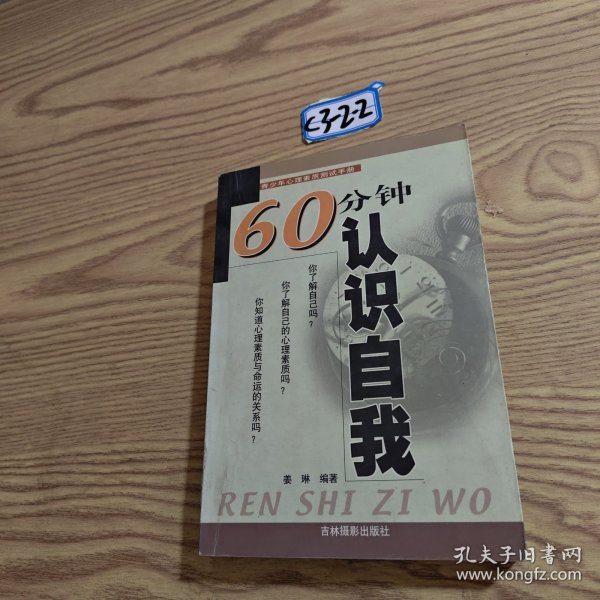 C3-2-2
青少年心理素质测试手册
60分钟
认识自我
你了解自己吗?
你了解自己的心理素质吗?
你知道心理素质与命运的关系吗?
姜 琳 编著
REN SHI ZI WO
吉林摄影出版社
孔夫子旧书网
www.kongfz.com